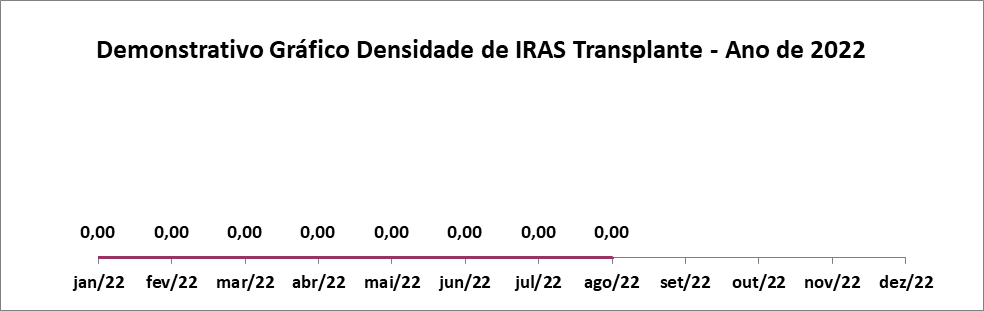 Demonstrativo Gráfico Densidade de IRAS Transplante - Ano de 2022
0,00 0,00 0,00 0,00 0,00 0,00 0,00 0,00
jan/22 fev/22 mar/22 abr/22 mai/22 jun/22 jul/22 ago/22 set/22 out/22 nov/22 dez/22